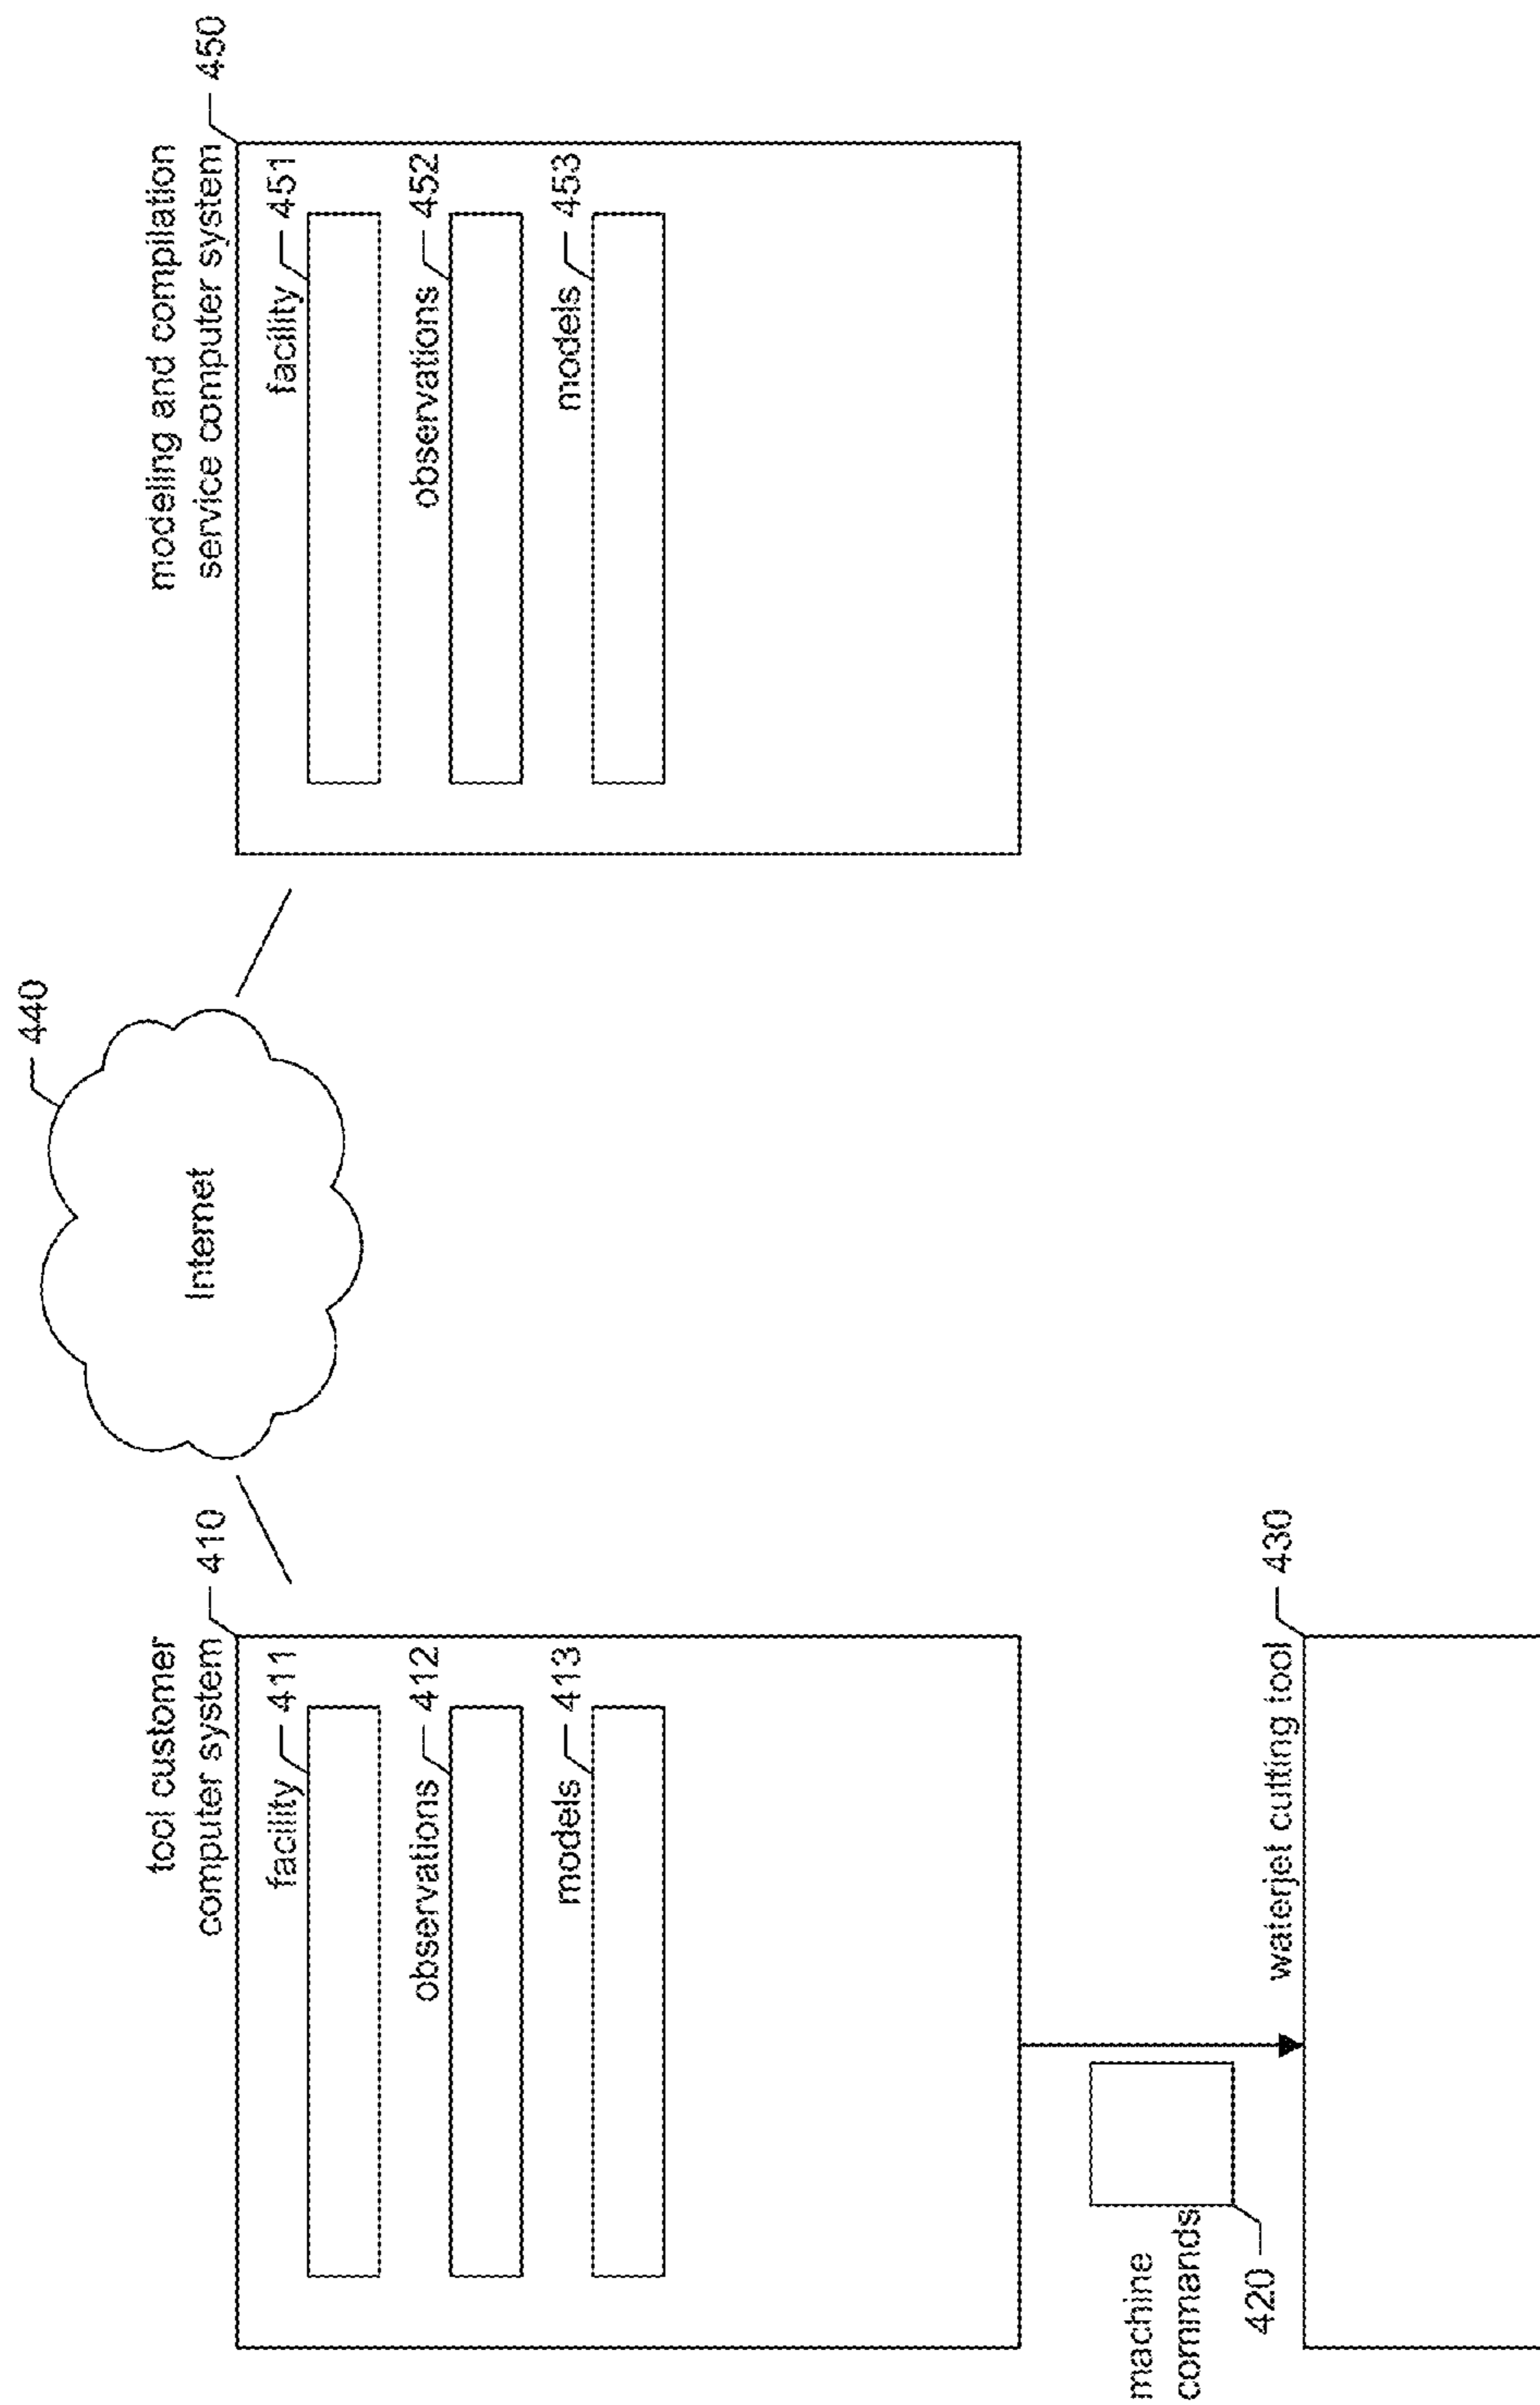 440
Internet
tool customer
computer system
410
facility
411
observations
412
models
413
modeling and compilation
service computer system
450
facility
451
observations
452
models
453
machine
commands
420
waterjet cutting tool
430